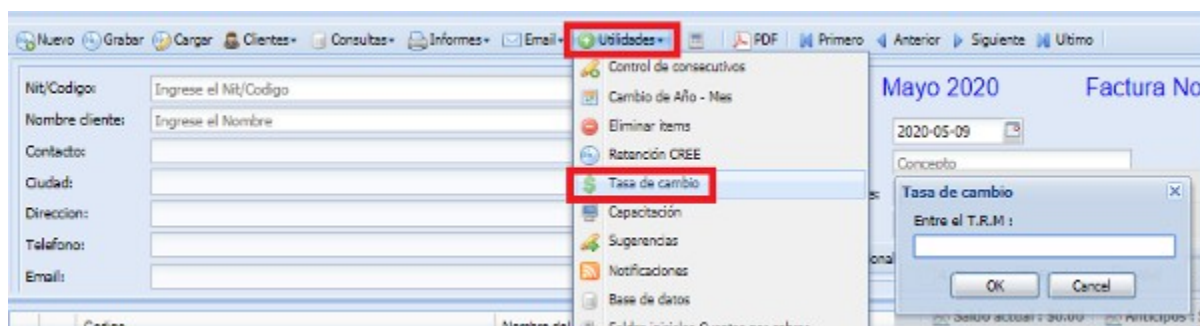 Nuevo Grabar Cargar Clientes Consultas Informes Email Utilidades PDF Primero Anterior Siguiente Ultimo
Nit/Codigo: Ingrese el Nit/Codigo
Nombre cliente: Ingrese el Nombre
Contacto:
Ciudad:
Direccion:
Telefono:
Email:
Control de consecutivos
Cambio de Año - Mes
Eliminar items
Retención CREE
Tasa de cambio
Capacitación
Sugerencias
Notificaciones
Base de datos
Mayo 2020 Factura No
2020-05-09
Concepto
Tasa de cambio
Entre el T.R.M :
OK Cancel